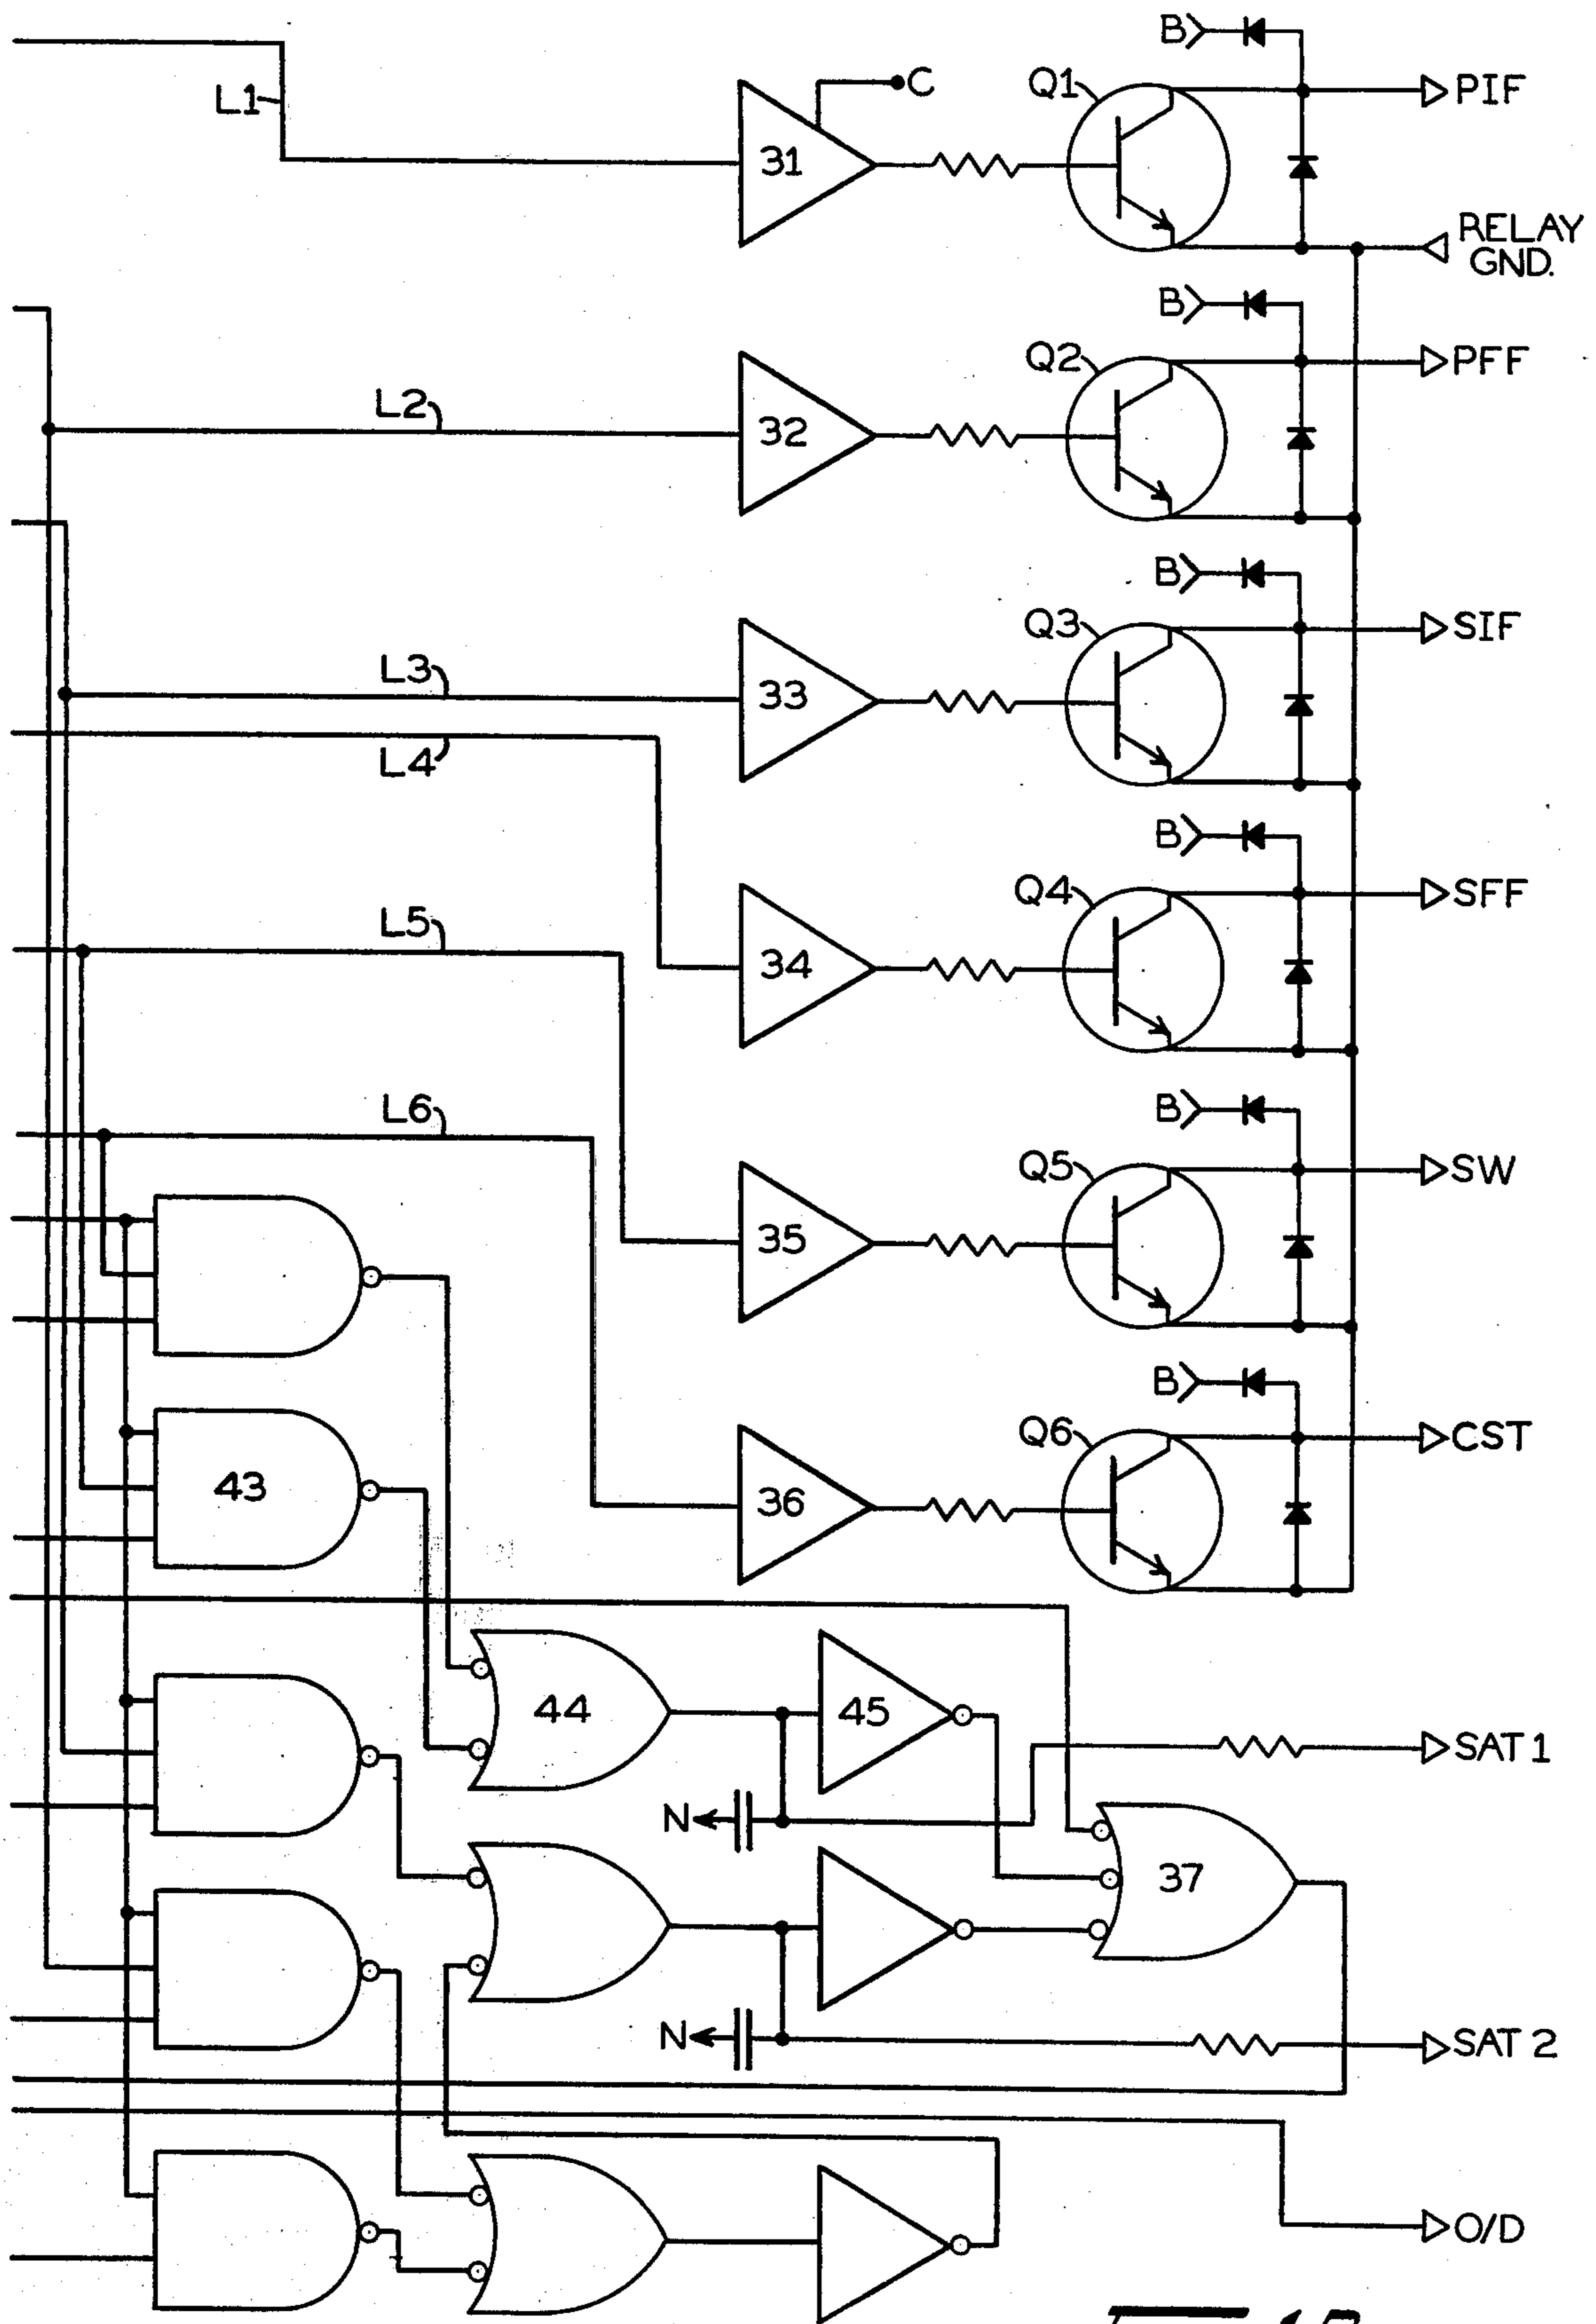 B
L1
C
Q1
PIF
31
RELAY
GND.
B
Q2
PFF
L2
32
B
Q3
SIF
L3
33
L4
B
Q4
SFF
L5
34
B
L6
Q5
SW
35
B
Q6
CST
43
36
44
45
SAT 1
N
37
N
SAT 2
O/D